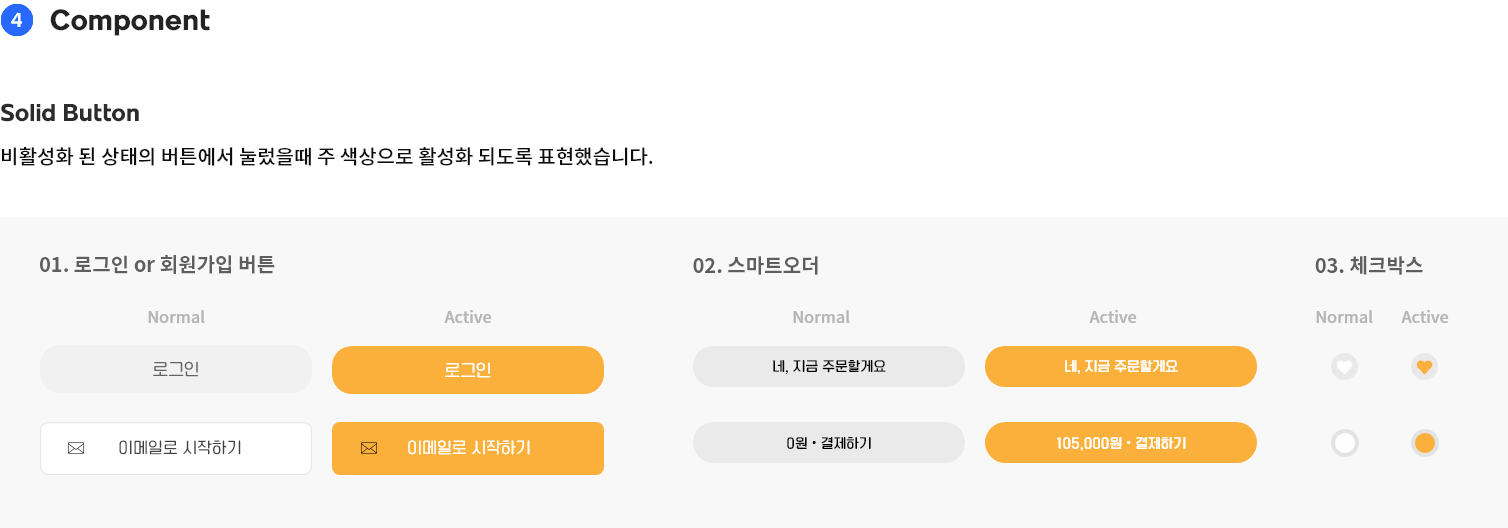 4 Component
Solid Button
비활성화 된 상태의 버튼에서 눌렀을때 주 색상으로 활성화 되도록 표현했습니다.
01. 로그인 or 회원가입 버튼
Normal Active
로그인 로그인
이메일로 시작하기 이메일로 시작하기
02. 스마트오더
Normal Active
네, 지금 주문할게요 네, 지금 주문할게요
0원 • 결제하기 105,000원 • 결제하기
03. 체크박스
Normal Active